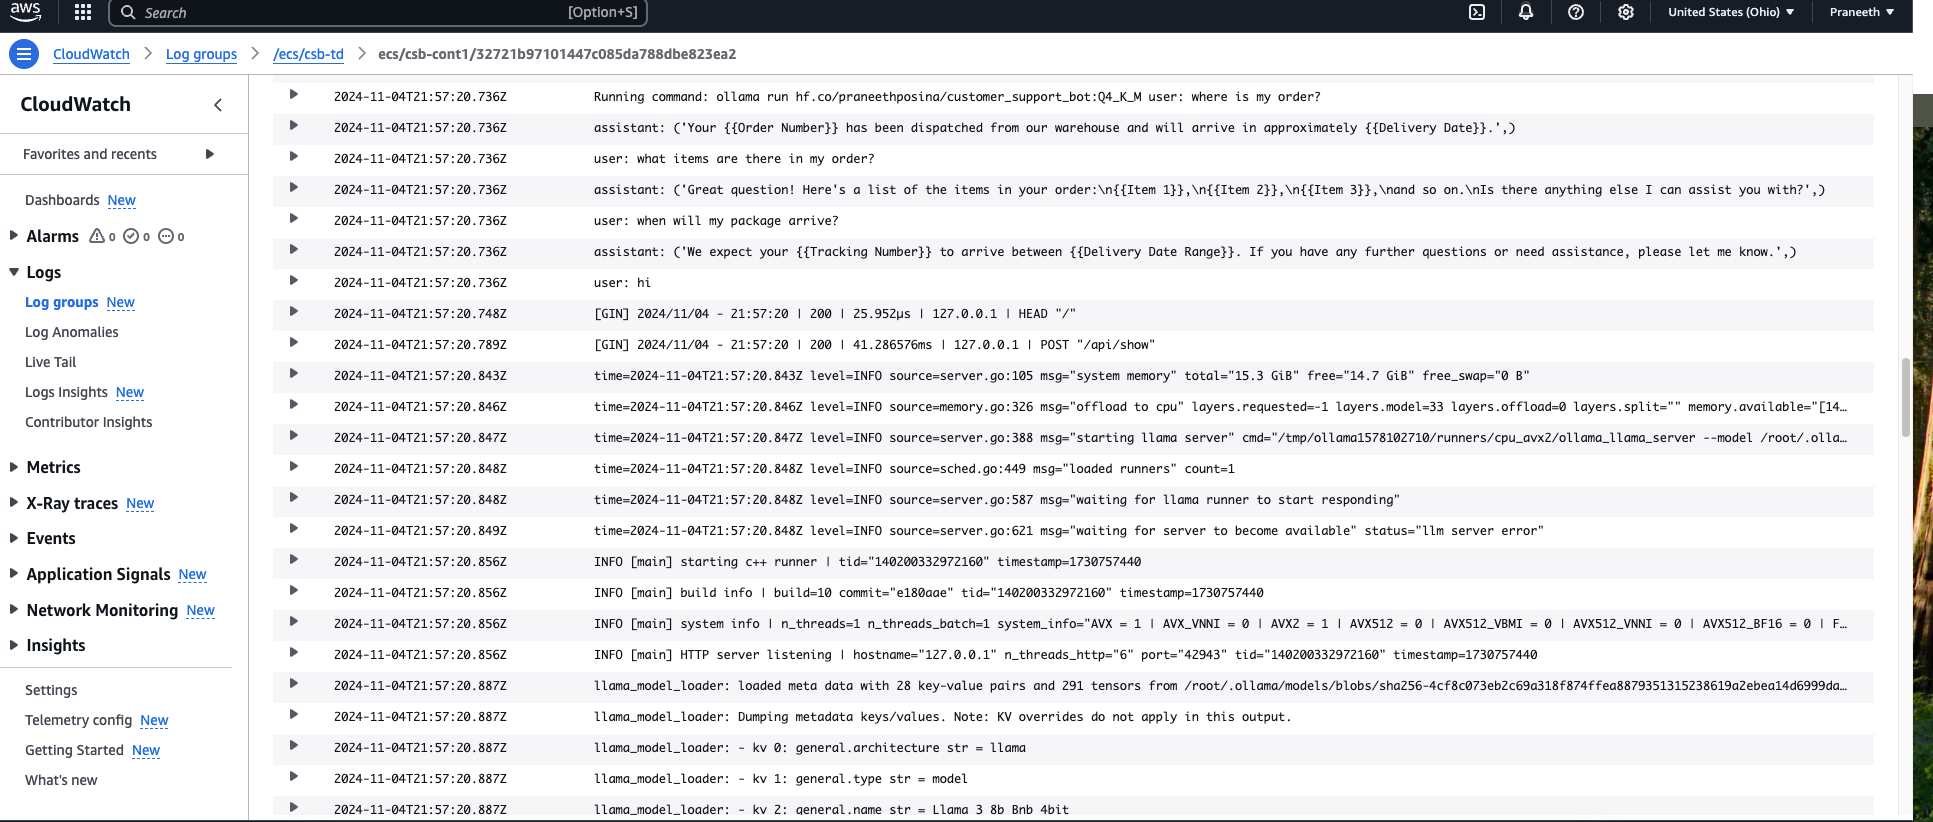 aws
Search [Option+S] United States (Ohio) Praneeth
CloudWatch Log groups /ecs/csb-td ecs/csb-cont1/32721b97101447c085da788dbe823ea2
CloudWatch
Favorites and recents
Dashboards New
Alarms 0 0 0
Logs
Log groups New
Log Anomalies
Live Tail
Logs Insights New
Contributor Insights
Metrics
X-Ray traces New
Events
Application Signals New
Network Monitoring New
Insights
Settings
Telemetry config New
Getting Started New
What's new
2024-11-04T21:57:20.736Z Running command: ollama run hf.co/praneethposina/customer_support_bot:Q4_K_M user: where is my order?
2024-11-04T21:57:20.736Z assistant: ('Your {{Order Number}} has been dispatched from our warehouse and will arrive in approximately {{Delivery Date}}.',)
2024-11-04T21:57:20.736Z user: what items are there in my order?
2024-11-04T21:57:20.736Z assistant: ('Great question! Here's a list of the items in your order:\n{{Item 1}},\n{{Item 2}},\n{{Item 3}},\nand so on.\nIs there anything else I can assist you with?',)
2024-11-04T21:57:20.736Z user: when will my package arrive?
2024-11-04T21:57:20.736Z assistant: ('We expect your {{Tracking Number}} to arrive between {{Delivery Date Range}}. If you have any further questions or need assistance, please let me know.',)
2024-11-04T21:57:20.736Z user: hi
2024-11-04T21:57:20.748Z [GIN] 2024/11/04 - 21:57:20 | 200 | 25.952µs | 127.0.0.1 | HEAD "/"
2024-11-04T21:57:20.789Z [GIN] 2024/11/04 - 21:57:20 | 200 | 41.286576ms | 127.0.0.1 | POST "/api/show"
2024-11-04T21:57:20.843Z time=2024-11-04T21:57:20.843Z level=INFO source=server.go:105 msg="system memory" total="15.3 GiB" free="14.7 GiB" free_swap="0 B"
2024-11-04T21:57:20.846Z time=2024-11-04T21:57:20.846Z level=INFO source=memory.go:326 msg="offload to cpu" layers.requested=-1 layers.model=33 layers.offload=0 layers.split="" memory.available="[14…
2024-11-04T21:57:20.847Z time=2024-11-04T21:57:20.847Z level=INFO source=server.go:388 msg="starting llama server" cmd="/tmp/ollama1578102710/runners/cpu_avx2/ollama_llama_server --model /root/.olla…
2024-11-04T21:57:20.848Z time=2024-11-04T21:57:20.848Z level=INFO source=sched.go:449 msg="loaded runners" count=1
2024-11-04T21:57:20.848Z time=2024-11-04T21:57:20.848Z level=INFO source=server.go:587 msg="waiting for llama runner to start responding"
2024-11-04T21:57:20.849Z time=2024-11-04T21:57:20.848Z level=INFO source=server.go:621 msg="waiting for server to become available" status="llm server error"
2024-11-04T21:57:20.856Z INFO [main] starting c++ runner | tid="140200332972160" timestamp=1730757440
2024-11-04T21:57:20.856Z INFO [main] build info | build=10 commit="e180aae" tid="140200332972160" timestamp=1730757440
2024-11-04T21:57:20.856Z INFO [main] system info | n_threads=1 n_threads_batch=1 system_info="AVX = 1 | AVX_VNNI = 0 | AVX2 = 1 | AVX512 = 0 | AVX512_VBMI = 0 | AVX512_VNNI = 0 | AVX512_BF16 = 0 | F…
2024-11-04T21:57:20.856Z INFO [main] HTTP server listening | hostname="127.0.0.1" n_threads_http="6" port="42943" tid="140200332972160" timestamp=1730757440
2024-11-04T21:57:20.887Z llama_model_loader: loaded meta data with 28 key-value pairs and 291 tensors from /root/.ollama/models/blobs/sha256-4cf8c073eb2c69a318f874ffea8879351315238619a2ebea14d6999da…
2024-11-04T21:57:20.887Z llama_model_loader: Dumping metadata keys/values. Note: KV overrides do not apply in this output.
2024-11-04T21:57:20.887Z llama_model_loader: - kv 0: general.architecture str = llama
2024-11-04T21:57:20.887Z llama_model_loader: - kv 1: general.type str = model
2024-11-04T21:57:20.887Z llama_model_loader: - kv 2: general.name str = Llama 3 8b Bnb 4bit